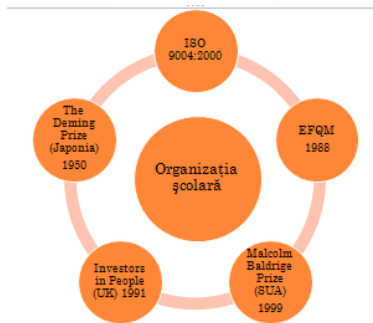 ISO
9004:2000
The
Deming
Prize
(Japonia)
1950
EFQM
1988
Organizația
școlară
Investors
in People
(UK) 1991
Malcolm
Baldrige
Prize
(SUA)
1999